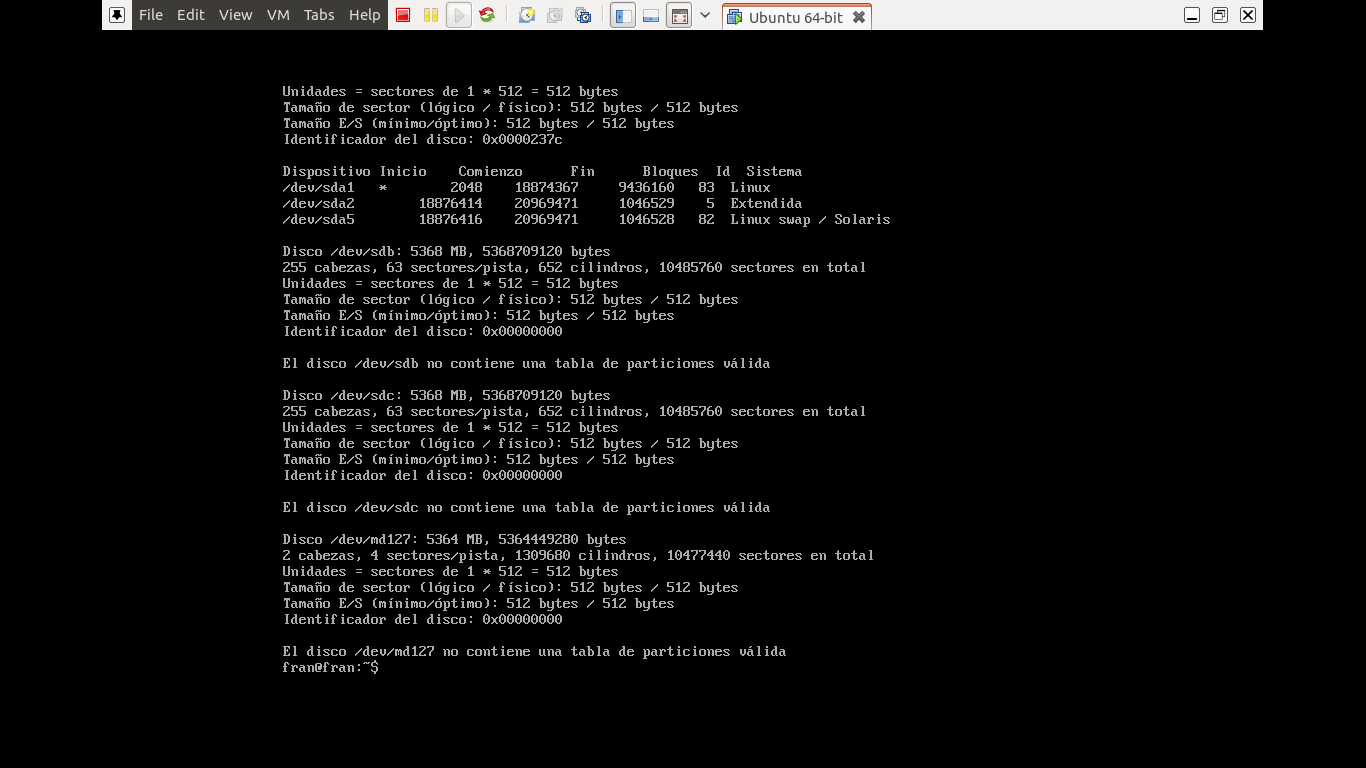 File Edit View VM Tabs Help Ubuntu 64-bit
Unidades = sectores de 1 * 512 = 512 bytes
Tamaño de sector (lógico / físico): 512 bytes / 512 bytes
Tamaño E/S (mínimo/óptimo): 512 bytes / 512 bytes
Identificador del disco: 0x0000237c
Dispositivo Inicio Comienzo Fin Bloques Id Sistema
/dev/sda1 * 2048 18874367 9436160 83 Linux
/dev/sda2 18876414 20969471 1046529 5 Extendida
/dev/sda5 18876416 20969471 1046528 82 Linux swap / Solaris
Disco /dev/sdb: 5368 MB, 5368709120 bytes
255 cabezas, 63 sectores/pista, 652 cilindros, 10485760 sectores en total
Unidades = sectores de 1 * 512 = 512 bytes
Tamaño de sector (lógico / físico): 512 bytes / 512 bytes
Tamaño E/S (mínimo/óptimo): 512 bytes / 512 bytes
Identificador del disco: 0x00000000
El disco /dev/sdb no contiene una tabla de particiones válida
Disco /dev/sdc: 5368 MB, 5368709120 bytes
255 cabezas, 63 sectores/pista, 652 cilindros, 10485760 sectores en total
Unidades = sectores de 1 * 512 = 512 bytes
Tamaño de sector (lógico / físico): 512 bytes / 512 bytes
Tamaño E/S (mínimo/óptimo): 512 bytes / 512 bytes
Identificador del disco: 0x00000000
El disco /dev/sdc no contiene una tabla de particiones válida
Disco /dev/md127: 5364 MB, 5364449280 bytes
2 cabezas, 4 sectores/pista, 1309680 cilindros, 10477440 sectores en total
Unidades = sectores de 1 * 512 = 512 bytes
Tamaño de sector (lógico / físico): 512 bytes / 512 bytes
Tamaño E/S (mínimo/óptimo): 512 bytes / 512 bytes
Identificador del disco: 0x00000000
El disco /dev/md127 no contiene una tabla de particiones válida
fran@fran:~$